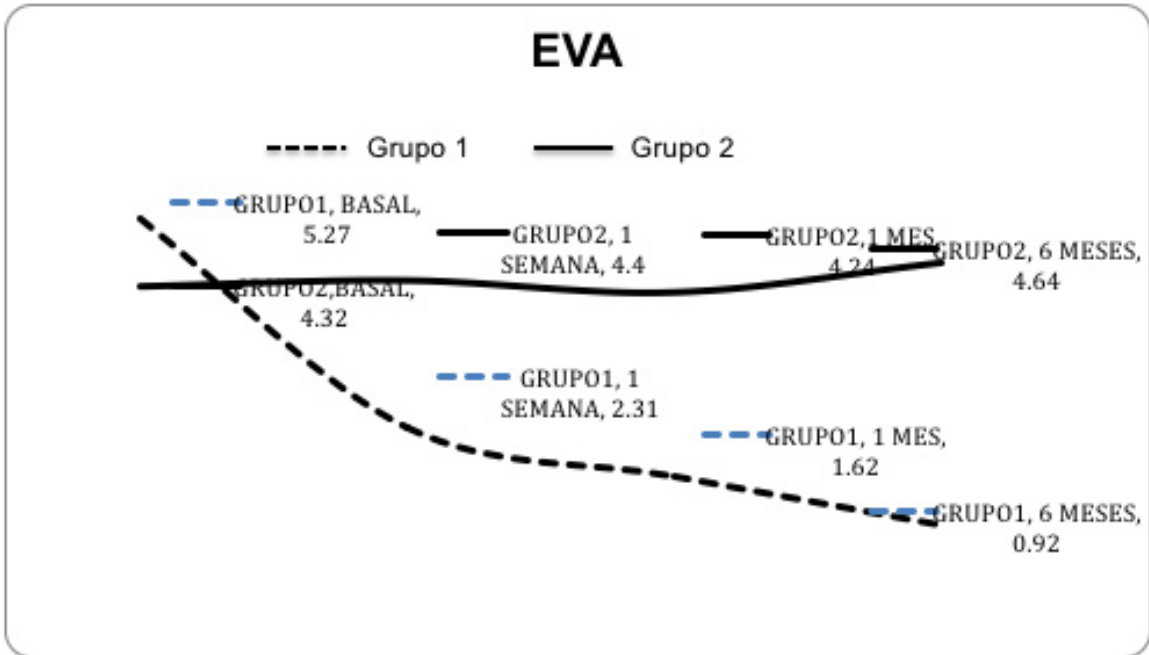 EVA
Grupo 1 Grupo 2
GRUPO1, BASAL,
5.27
GRUPO2, 1
SEMANA, 4.4
GRUPO2,1 MES,
4.24
GRUPO2, 6 MESES,
4.64
GRUPO2,BASAL,
4.32
GRUPO1, 1
SEMANA, 2.31
GRUPO1, 1 MES,
1.62
GRUPO1, 6 MESES,
0.92